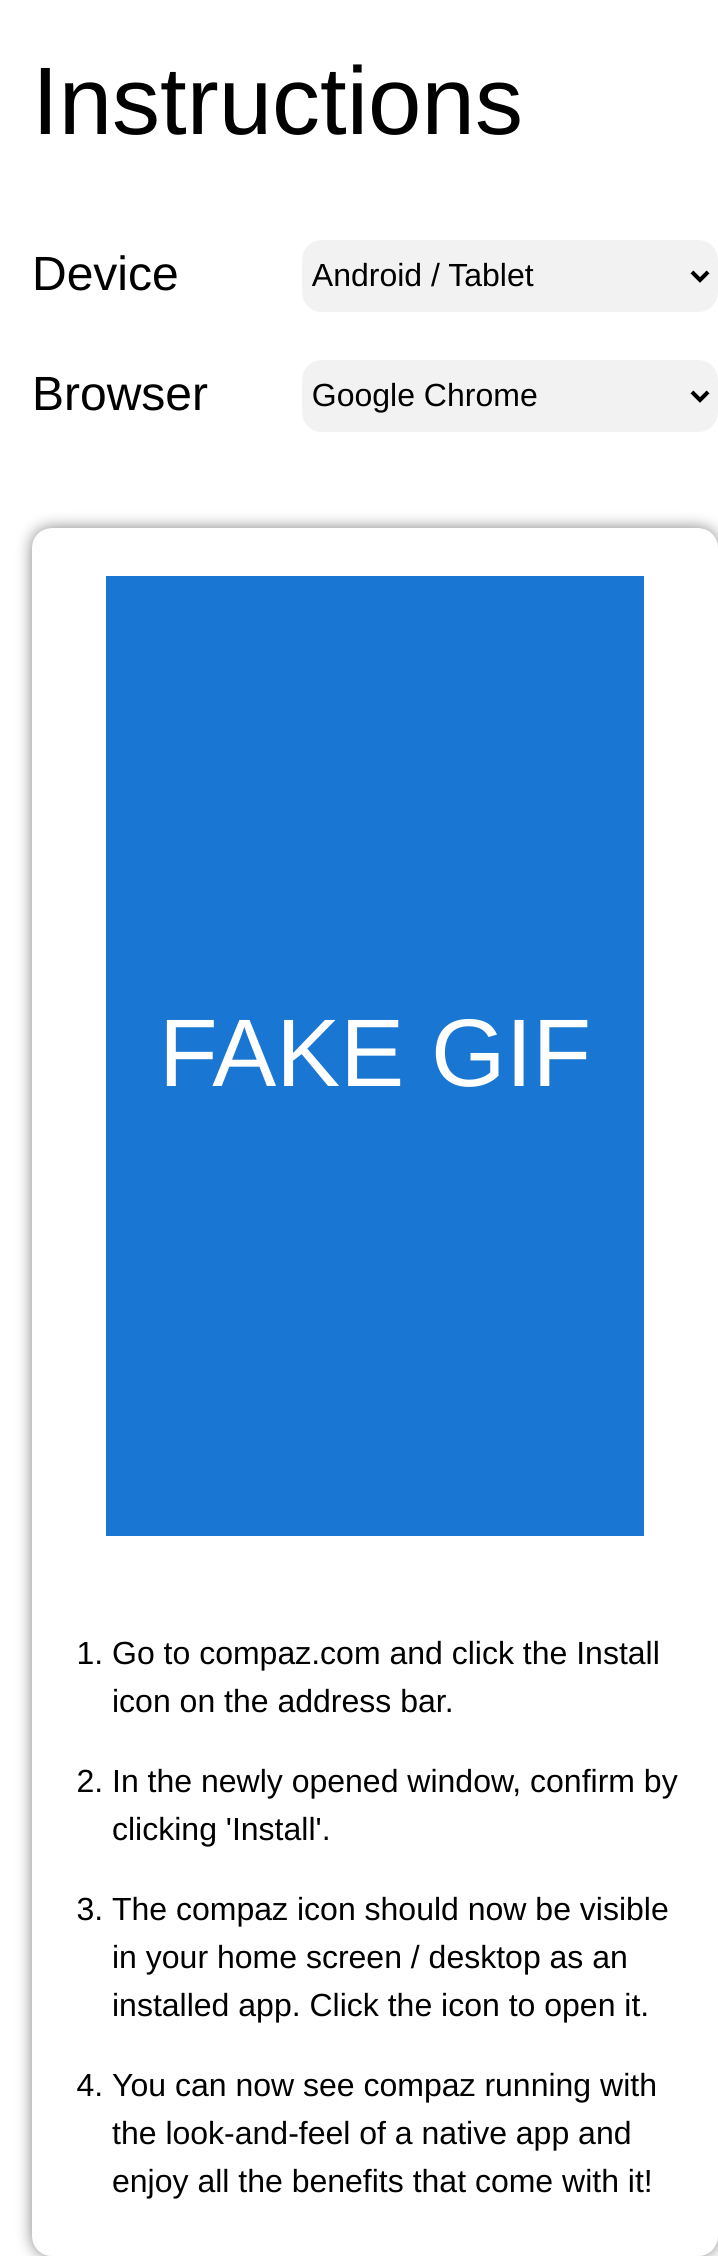 Instructions
Device
Android / Tablet
Browser
Google Chrome
FAKE GIF
1. Go to compaz.com and click the Install
icon on the address bar.
2. In the newly opened window, confirm by
clicking 'Install'.
3. The compaz icon should now be visible
in your home screen / desktop as an
installed app. Click the icon to open it.
4. You can now see compaz running with
the look-and-feel of a native app and
enjoy all the benefits that come with it!